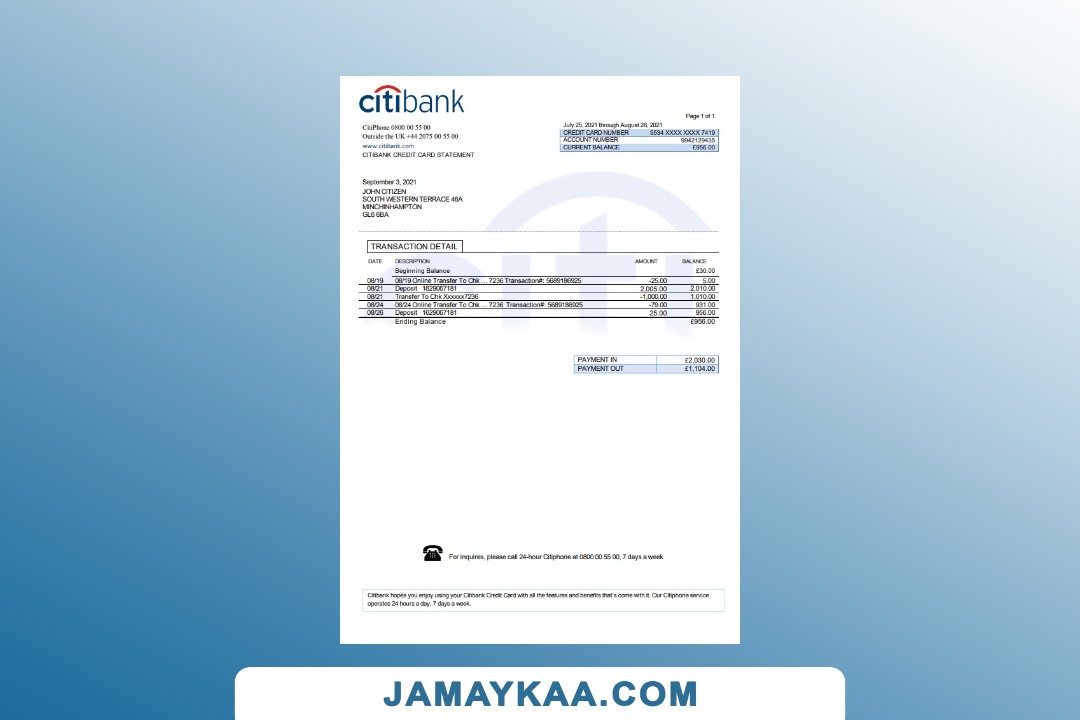 citibank
Page 1 of 1
CitiPhone 0800 00 55 00
Outside the UK +44 2075 00 55 00
www.citibank.com
CITIBANK CREDIT CARD STATEMENT
July 25, 2021 through August 26, 2021
CREDIT CARD NUMBER 5534 XXXX XXXX 7419
ACCOUNT NUMBER 9942129435
CURRENT BALANCE £956.00
September 3, 2021
JOHN CITIZEN
SOUTH WESTERN TERRACE 46A
MINCHINHAMPTON
GL6 6BA
TRANSACTION DETAIL
DATE DESCRIPTION AMOUNT BALANCE
Beginning Balance £30.00
08/19 08/19 Online Transfer To Chk ... 7236 Transaction#: 5689186925 -25.00 5.00
08/21 Deposit 1629067181 2,005.00 2,010.00
08/21 Transfer To Chk Xxxxxx7236 -1,000.00 1,010.00
08/24 08/24 Online Transfer To Chk ... 7236 Transaction#: 5689186925 -79.00 931.00
08/26 Deposit 1629067181 25.00 956.00
Ending Balance £956.00
PAYMENT IN £2,030.00
PAYMENT OUT £1,104.00
For inquires, please call 24-hour Citiphone at 0800 00 55 00, 7 days a week
Citibank hopes you enjoy using your Citibank Credit Card with all the features and benefits that's come with it. Our Citiphone service
operates 24 hours a day, 7 days a week.
JAMAYKAA.COM